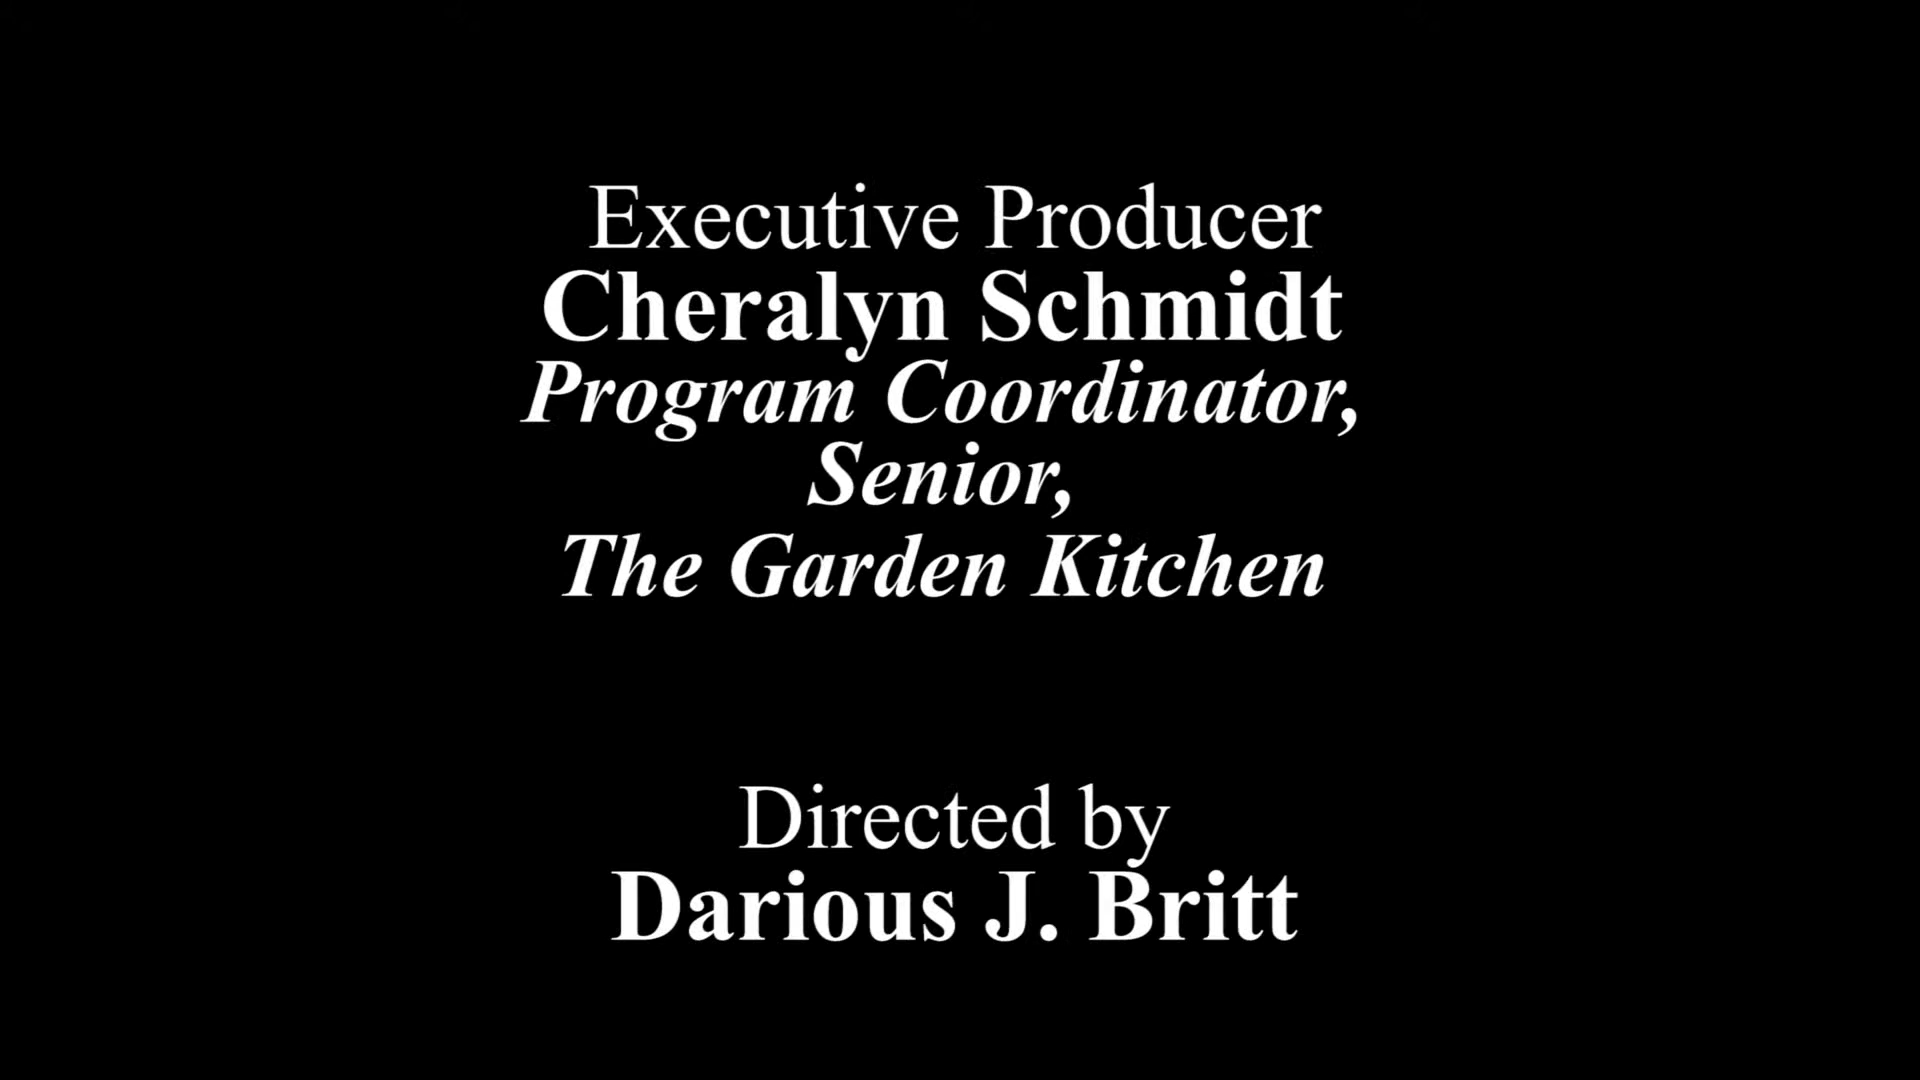 Executive Producer
Cheralyn Schmidt
Program Coordinator,
Senior,
The Garden Kitchen
Directed by
Darious J. Britt